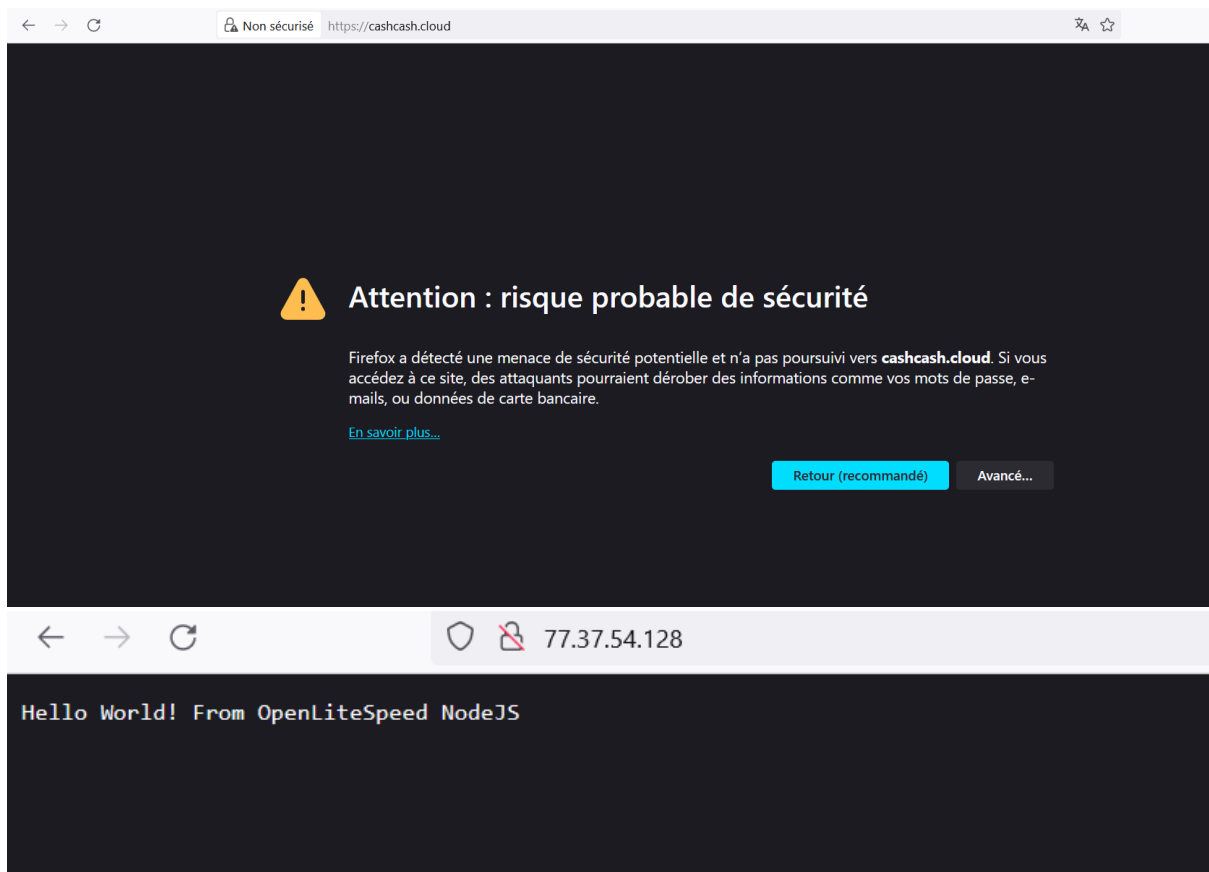 Non sécurisé https://cashcash.cloud
Attention : risque probable de sécurité
Firefox a détecté une menace de sécurité potentielle et n’a pas poursuivi vers cashcash.cloud. Si vous
accédez à ce site, des attaquants pourraient dérober des informations comme vos mots de passe, e-
mails, ou données de carte bancaire.
En savoir plus…
Retour (recommandé) Avancé…
77.37.54.128
Hello World! From OpenLiteSpeed NodeJS